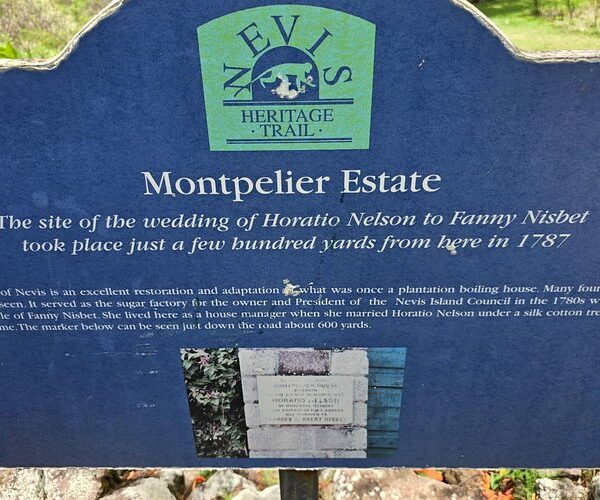 NEVIS
HERITAGE
· TRAIL ·
Montpelier Estate
The site of the wedding of Horatio Nelson to Fanny Nisbet
took place just a few hundred yards from here in 1787
of Nevis is an excellent restoration and adaptation what was once a plantation boiling house. Many four
seen. It served as the sugar factory for the owner and President of the Nevis Island Council in the 1780s w
le of Fanny Nisbet. She lived here as a house manager when she married Horatio Nelson under a silk cotton tre
me. The marker below can be seen just down the road about 600 yards.
MONTPELIER HOUSE
HORATIO NELSON